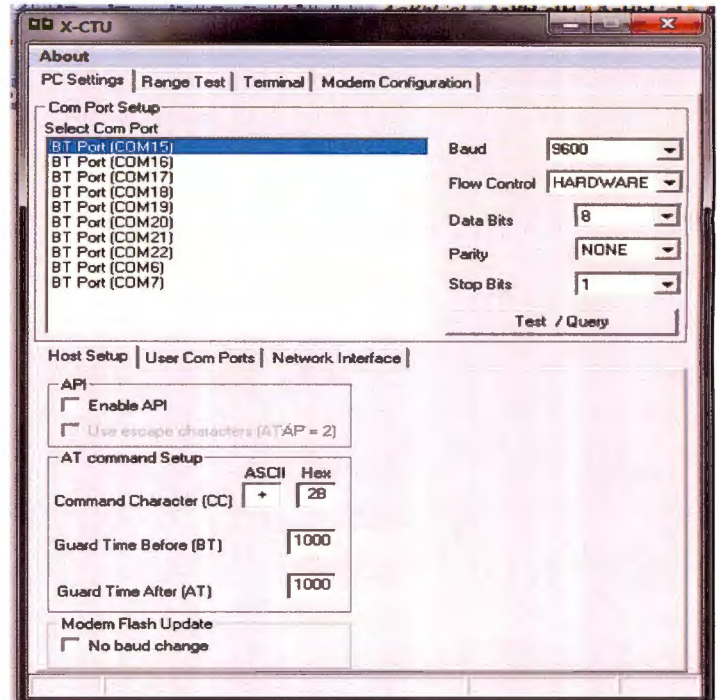 X-CTU
About
PC Settings Range Test Terminal Modem Configuration
Com Port Setup
Select Com Port
BT Port (COM15)
BT Port (COM16)
BT Port (COM17)
BT Port (COM18)
BT Port (COM19)
BT Port (COM20)
BT Port (COM21)
BT Port (COM22)
BT Port (COM6)
BT Port (COM7)
Baud 9600
Flow Control HARDWARE
Data Bits 8
Parity NONE
Stop Bits 1
Test / Query
Host Setup User Com Ports Network Interface
API
Enable API
Use escape characters (ATAP = 2)
AT command Setup
ASCII Hex
Command Character (CC) + 2B
Guard Time Before (BT) 1000
Guard Time After (AT) 1000
Modem Flash Update
No baud change